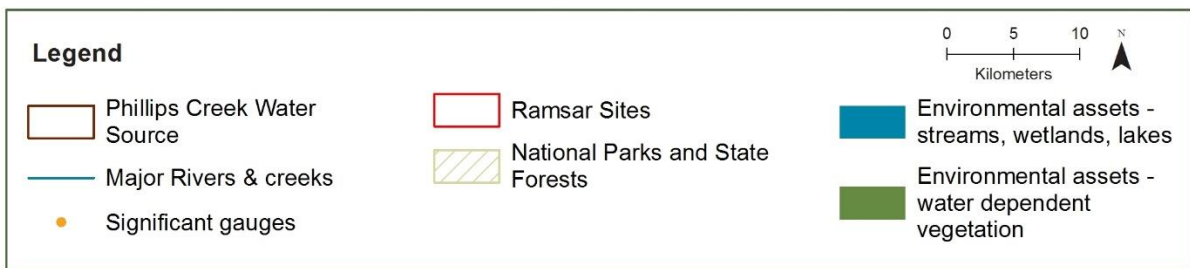 Legend
0 5 10
N
Kilometers
Phillips Creek Water
Source
Major Rivers & creeks
Significant gauges
Ramsar Sites
National Parks and State
Forests
Environmental assets -
streams, wetlands, lakes
Environmental assets -
water dependent
vegetation